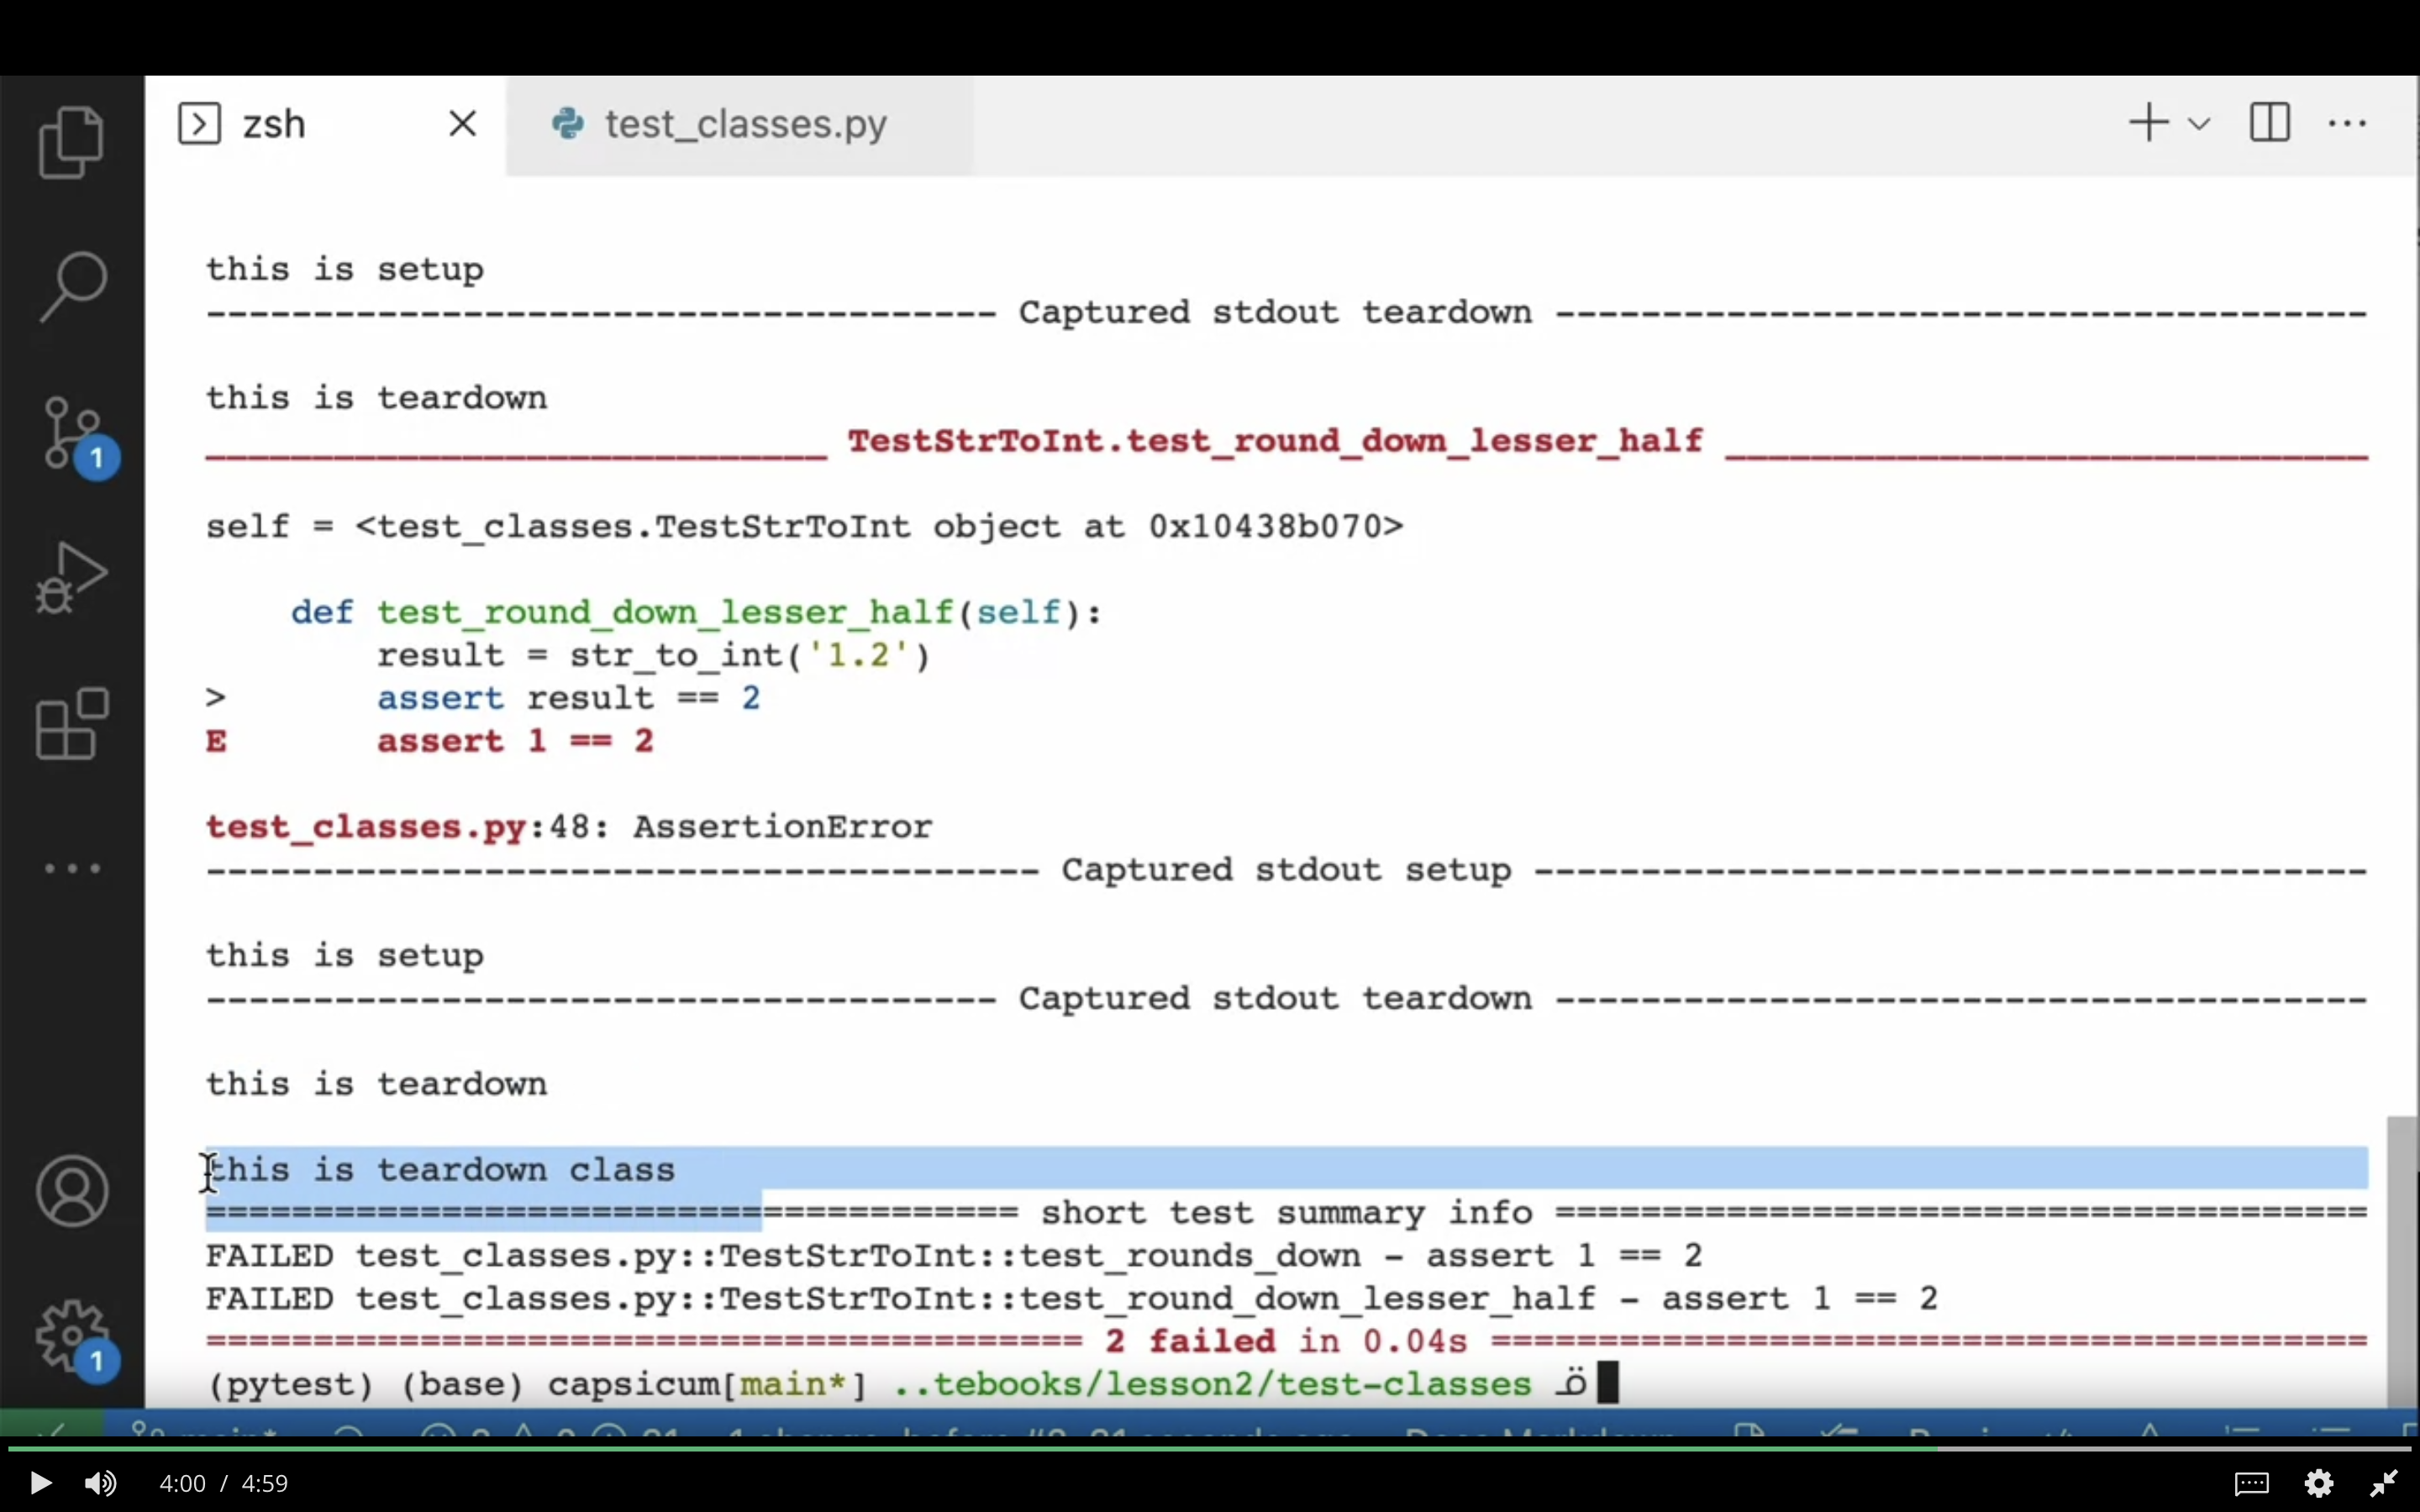 zsh
test_classes.py
this is setup
------------------------------------- Captured stdout teardown --------------------------------------
this is teardown
_____________________________ TestStrToInt.test_round_down_lesser_half ______________________________
self = <test_classes.TestStrToInt object at 0x10438b070>
    def test_round_down_lesser_half(self):
        result = str_to_int('1.2')
>       assert result == 2
E       assert 1 == 2
test_classes.py:48: AssertionError
--------------------------------------- Captured stdout setup ---------------------------------------
this is setup
------------------------------------- Captured stdout teardown --------------------------------------
this is teardown
this is teardown class
====================================== short test summary info ======================================
FAILED test_classes.py::TestStrToInt::test_rounds_down - assert 1 == 2
FAILED test_classes.py::TestStrToInt::test_round_down_lesser_half - assert 1 == 2
========================================= 2 failed in 0.04s =========================================
(pytest) (base) capsicum[main*] ..tebooks/lesson2/test-classes
1
1
4:00 / 4:59